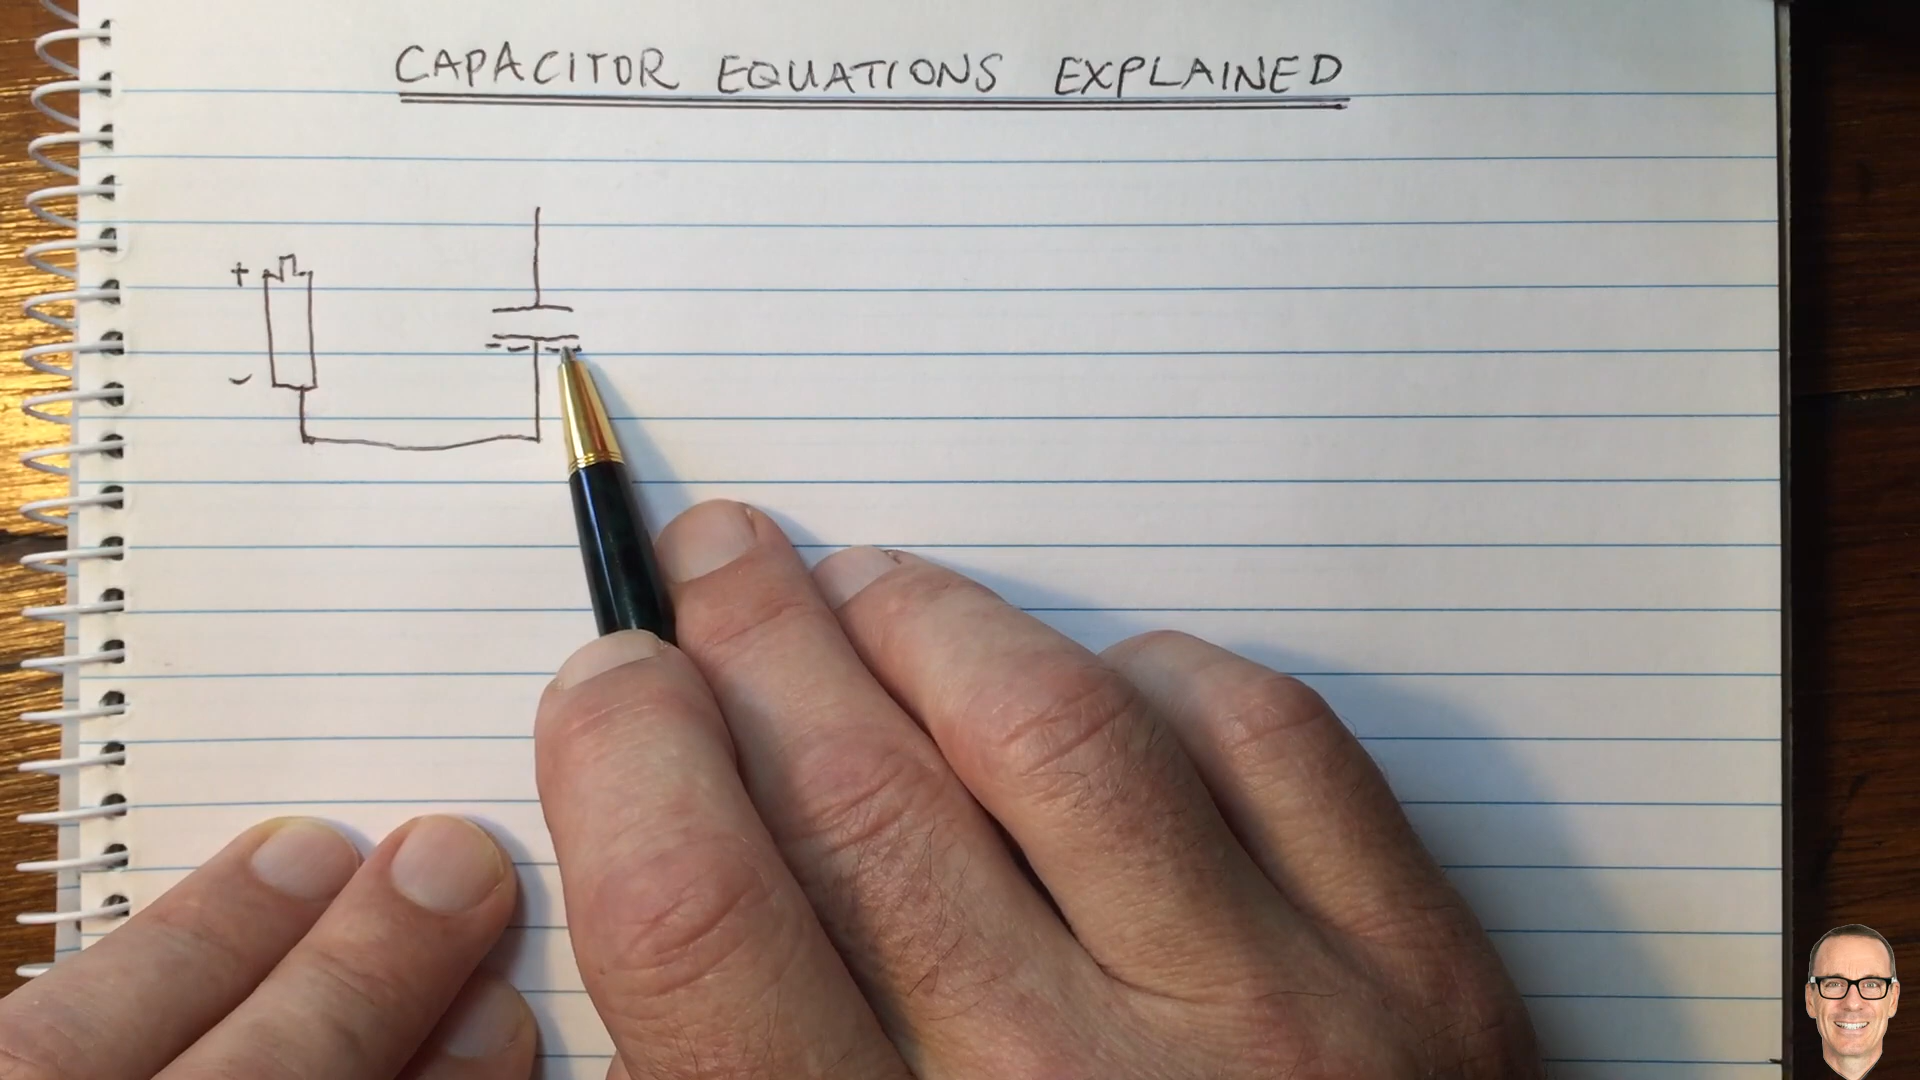 CAPACITOR EQUATIONS EXPLAINED
+
-